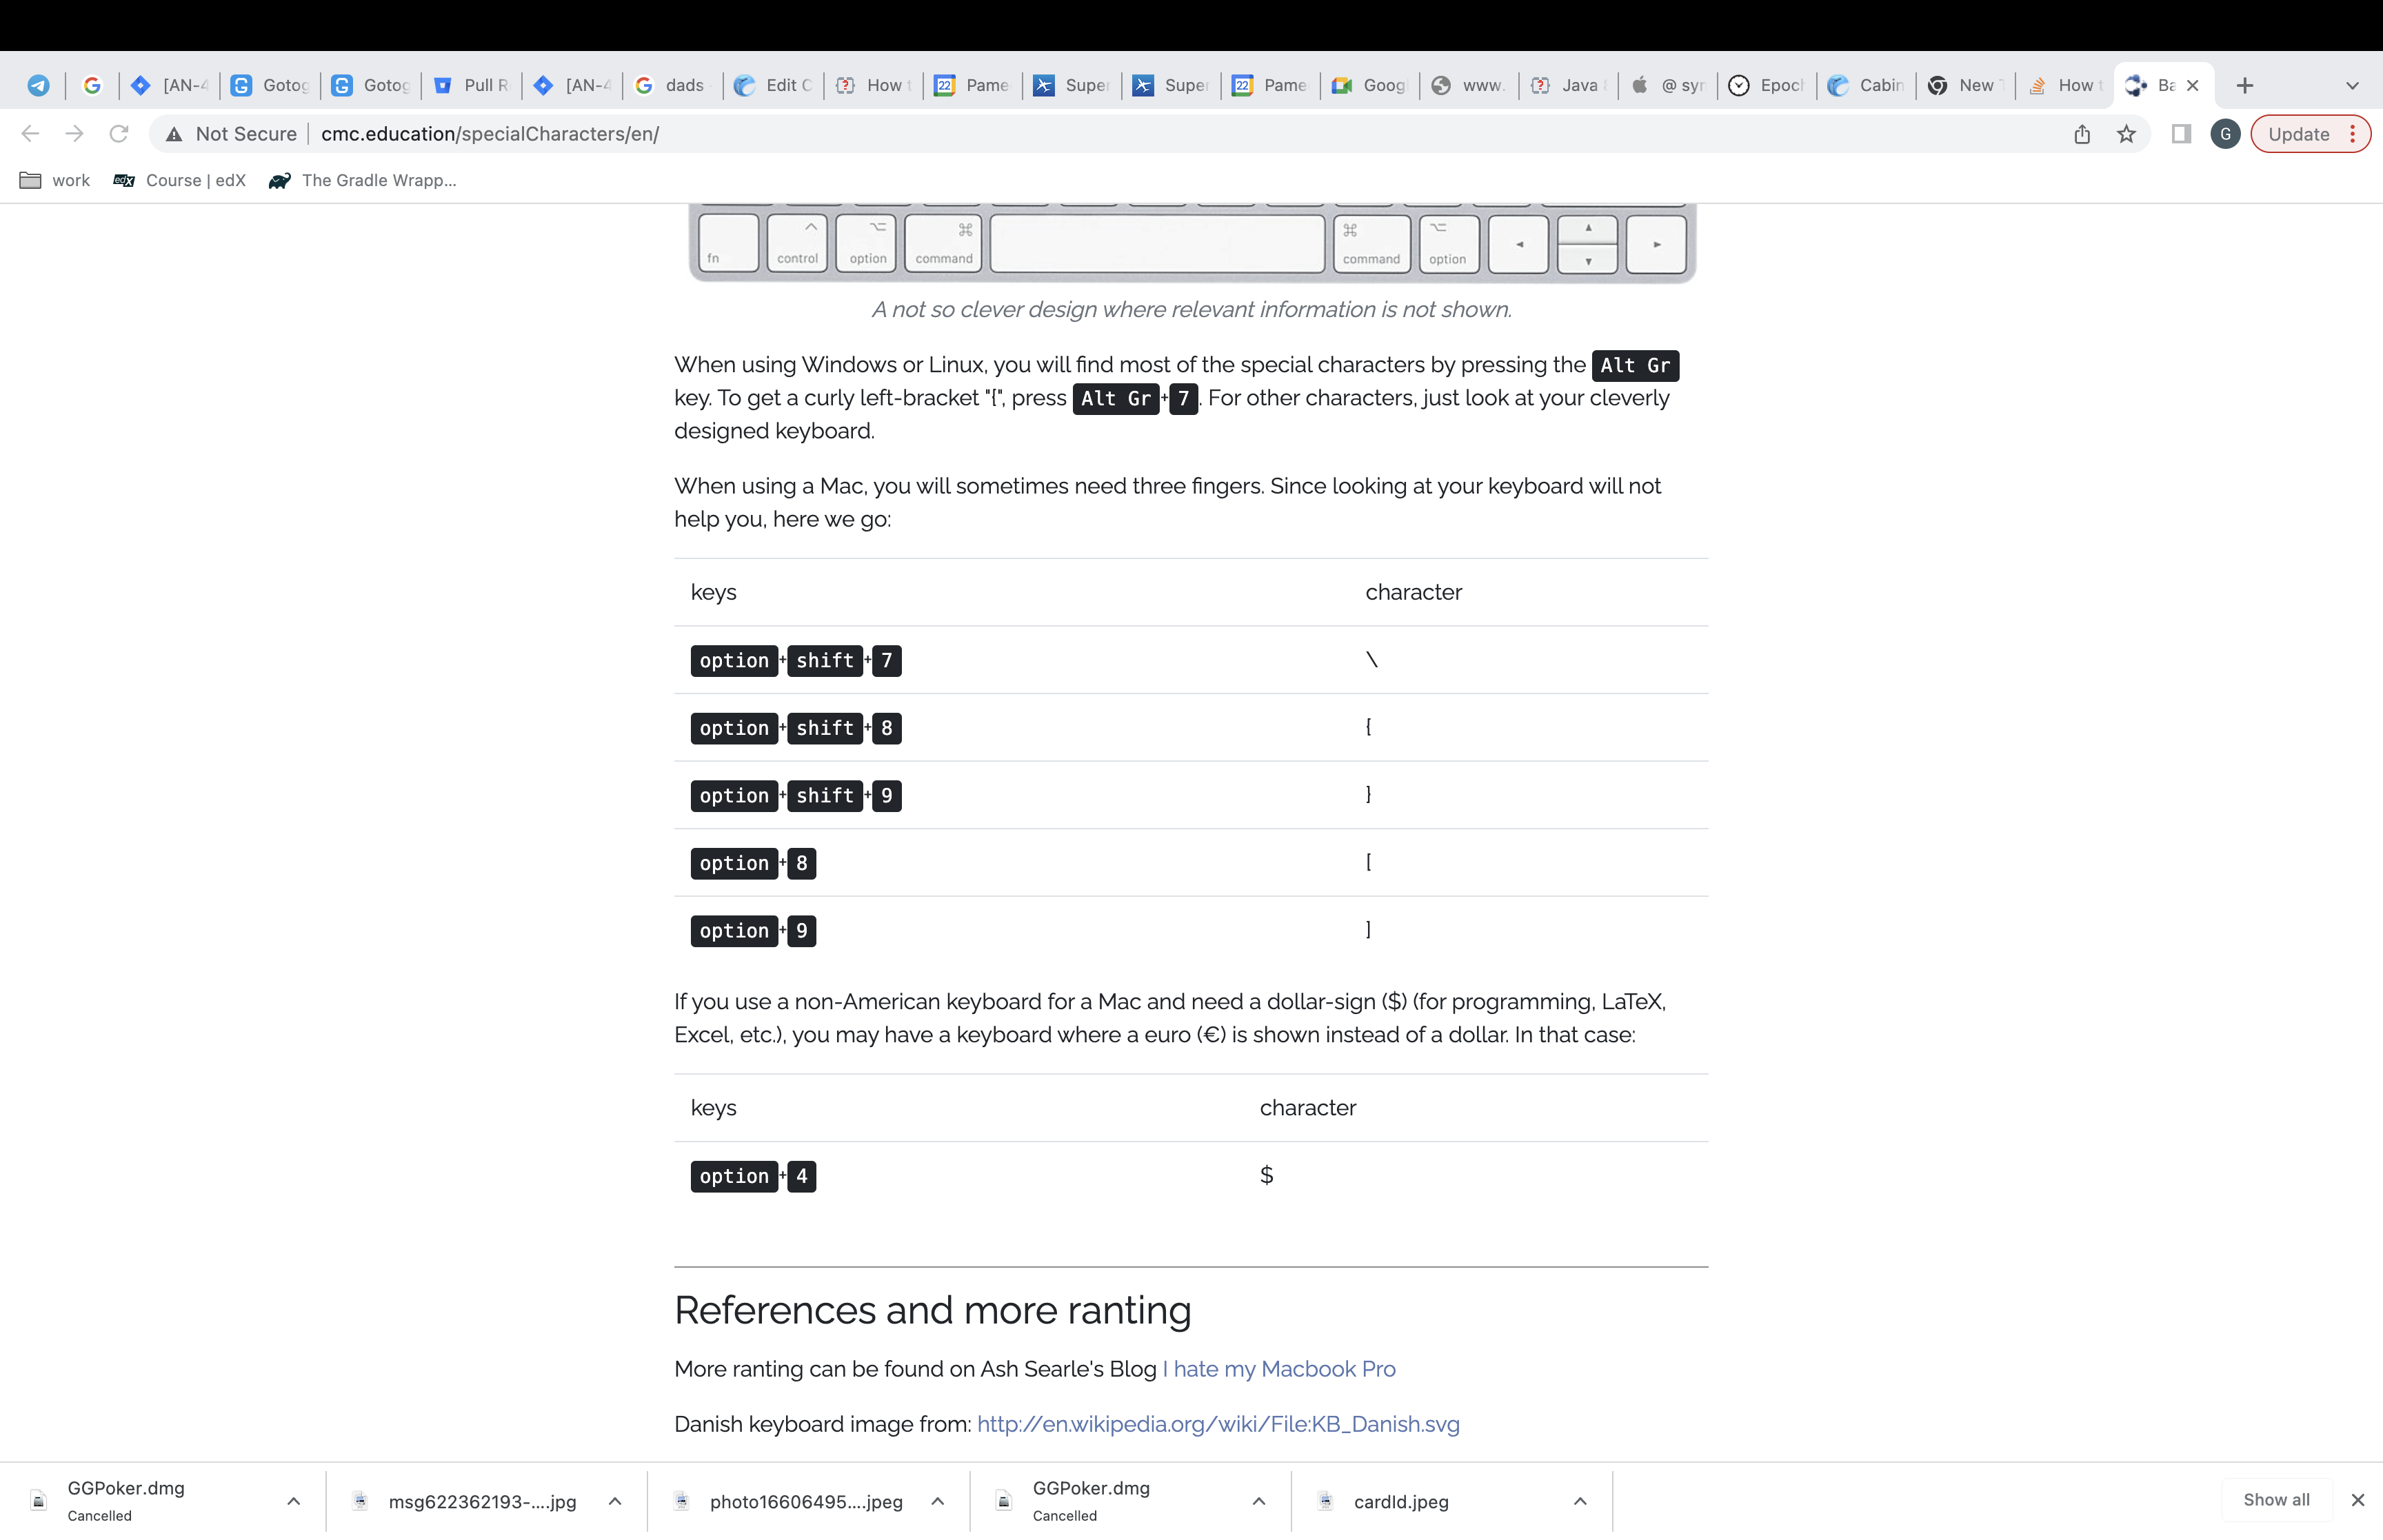 [AN-4
Gotog
Gotog
Pull R
[AN-4
dads
Edit C
How t
22 Pame
Super
Super
22 Pame
Goog
www.
Java
@ syr
Epoch
Cabin
New T
How t
Ba
Not Secure
cmc.education/specialCharacters/en/
G
Update
work
edX Course | edX
The Gradle Wrapp...
fn
control
option
command
command
option
A not so clever design where relevant information is not shown.
When using Windows or Linux, you will find most of the special characters by pressing the Alt Gr
key. To get a curly left-bracket "{", press Alt Gr+7. For other characters, just look at your cleverly
designed keyboard.
When using a Mac, you will sometimes need three fingers. Since looking at your keyboard will not
help you, here we go:
keys character
option+shift+7 \
option+shift+8 {
option+shift+9 }
option+8 [
option+9 ]
If you use a non-American keyboard for a Mac and need a dollar-sign ($) (for programming, LaTeX,
Excel, etc.), you may have a keyboard where a euro (€) is shown instead of a dollar. In that case:
keys character
option+4 $
References and more ranting
More ranting can be found on Ash Searle's Blog I hate my Macbook Pro
Danish keyboard image from: http://en.wikipedia.org/wiki/File:KB_Danish.svg
GGPoker.dmg
Cancelled
msg622362193-....jpg
photo16606495....jpeg
GGPoker.dmg
Cancelled
cardId.jpeg
Show all